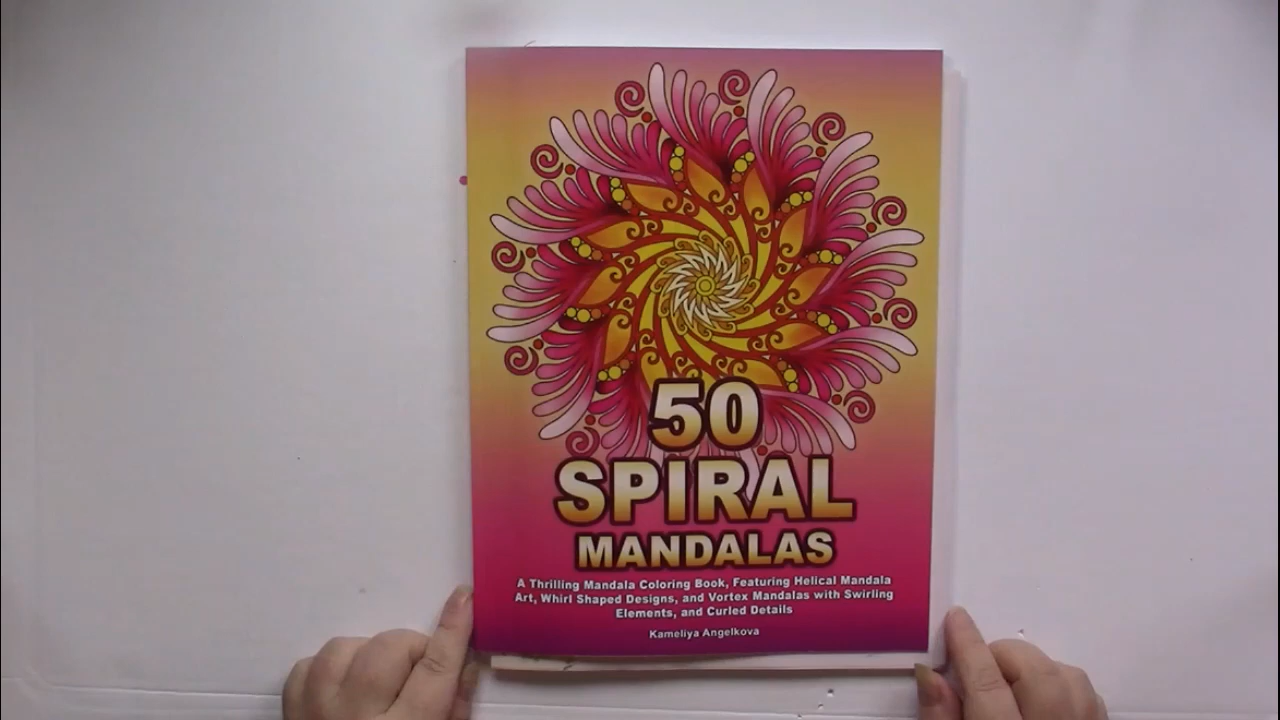 50
SPIRAL
MANDALAS
A Thrilling Mandala Coloring Book, Featuring Helical Mandala
Art, Whirl Shaped Designs, and Vortex Mandalas with Swirling
Elements, and Curled Details
Kameliya Angelkova